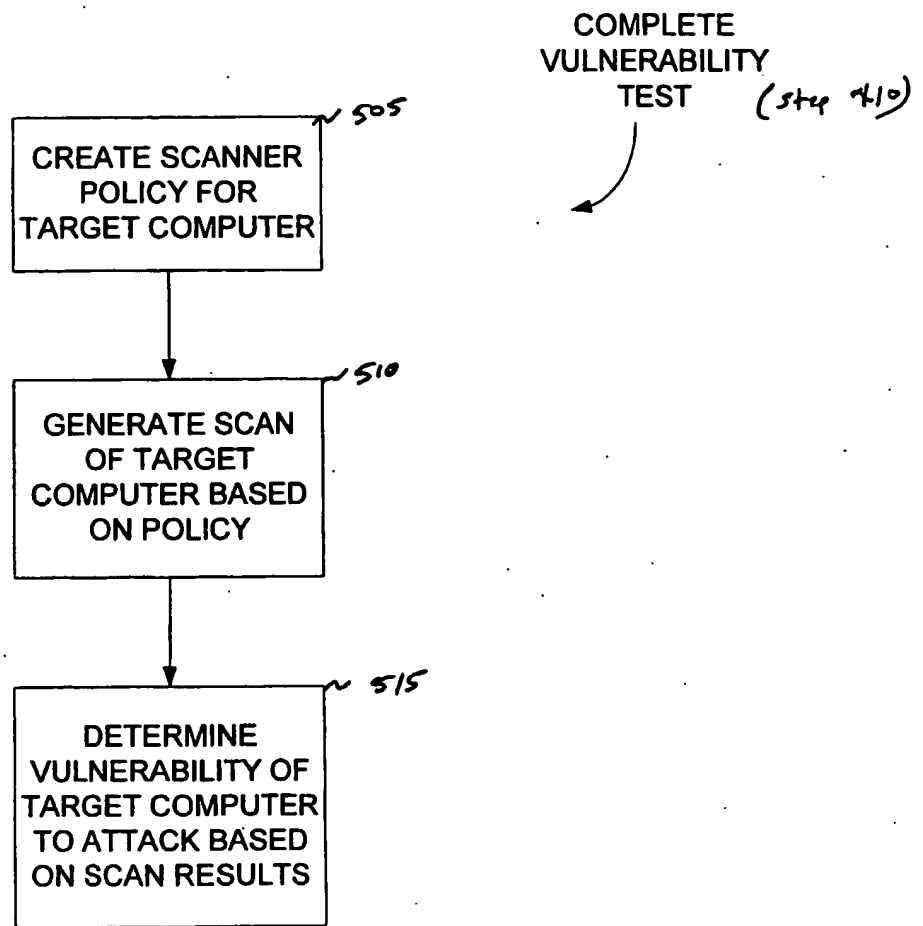 COMPLETE
VULNERABILITY
TEST (step 410)
505
CREATE SCANNER
POLICY FOR
TARGET COMPUTER
510
GENERATE SCAN
OF TARGET
COMPUTER BASED
ON POLICY
515
DETERMINE
VULNERABILITY OF
TARGET COMPUTER
TO ATTACK BASED
ON SCAN RESULTS